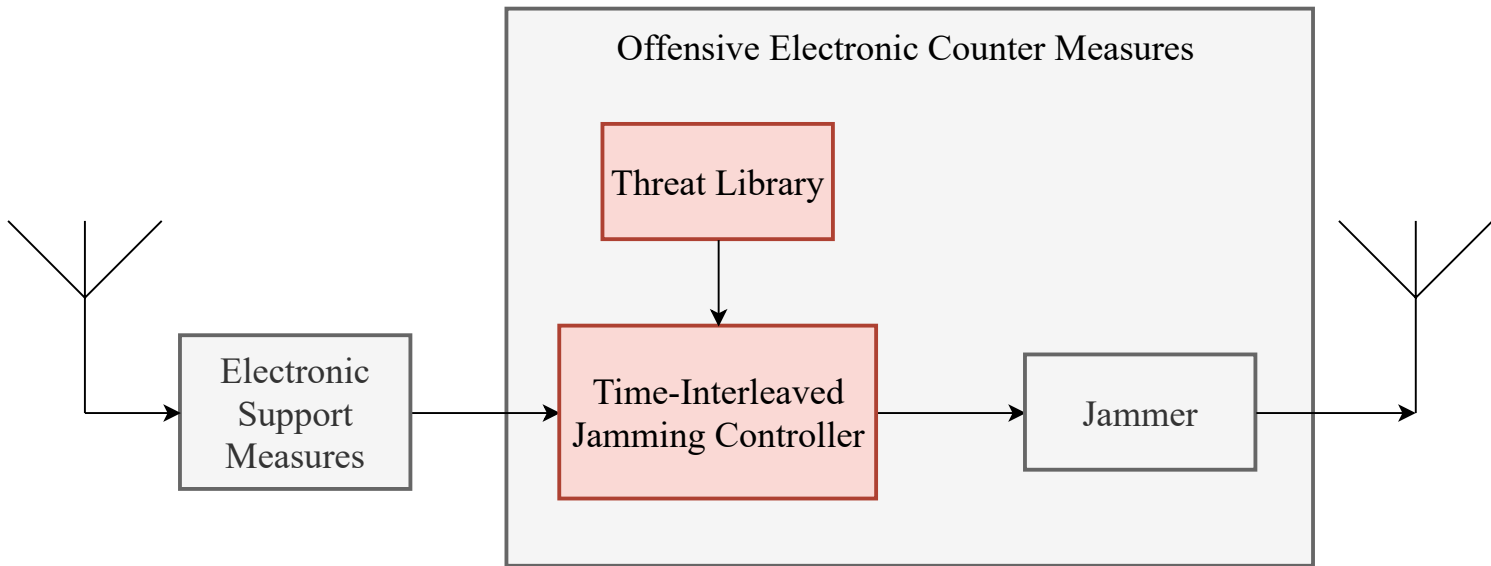 Offensive Electronic Counter Measures
Threat Library
Electronic
Support
Measures
Time-Interleaved
Jamming Controller
Jammer